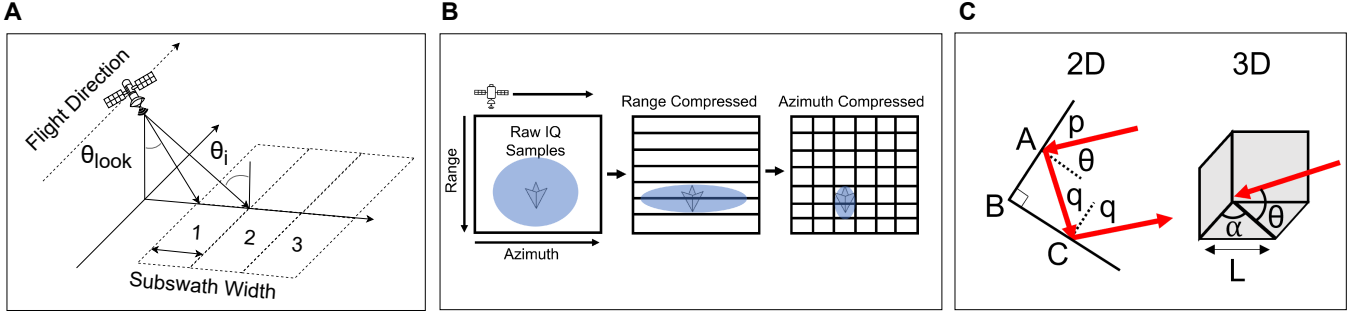 A
Flight Direction
θlook
θi
1
2
3
Subswath Width
B
Range Compressed
Azimuth Compressed
Raw IQ
Samples
Range
Azimuth
C
2D
3D
A
p
θ
q
q
B
C
α
θ
L